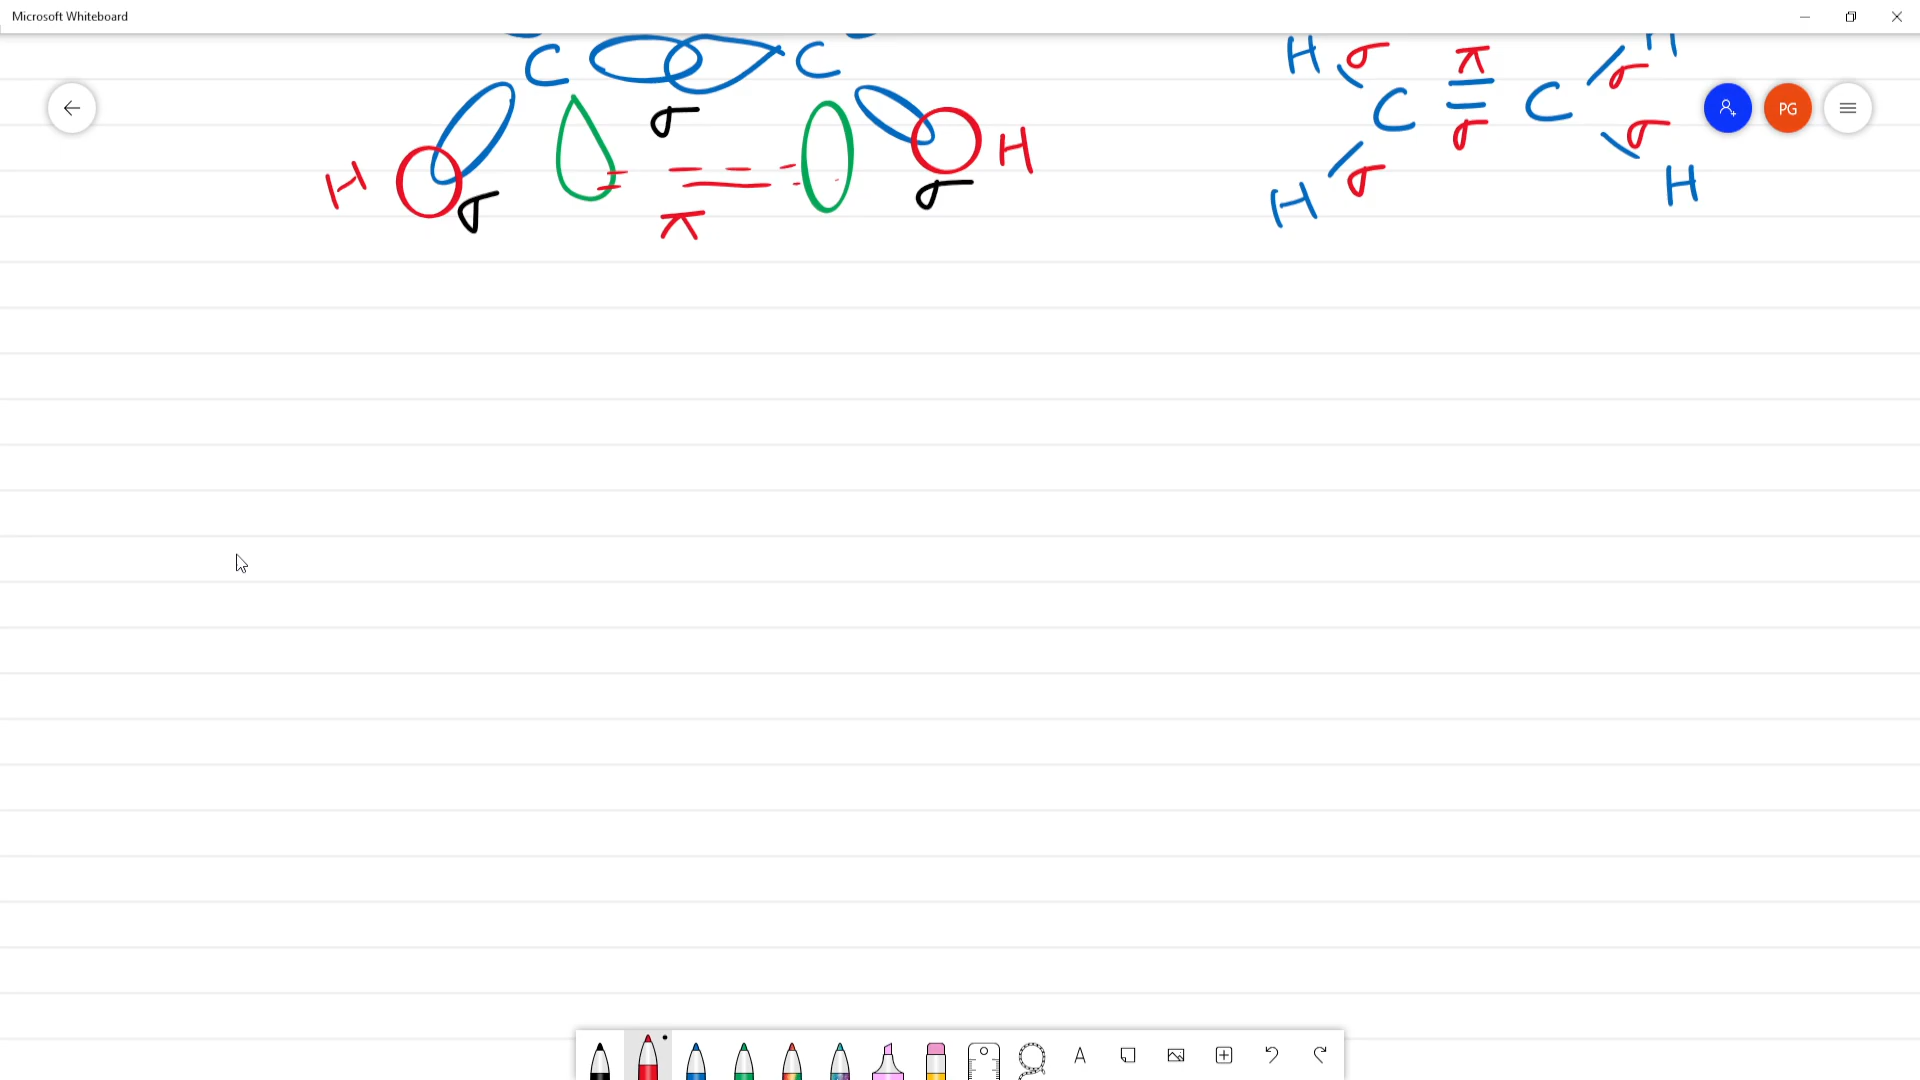 Microsoft Whiteboard
C C H σ π H
σ C C σ
H σ σ H σ σ H
π H σ
PG
A